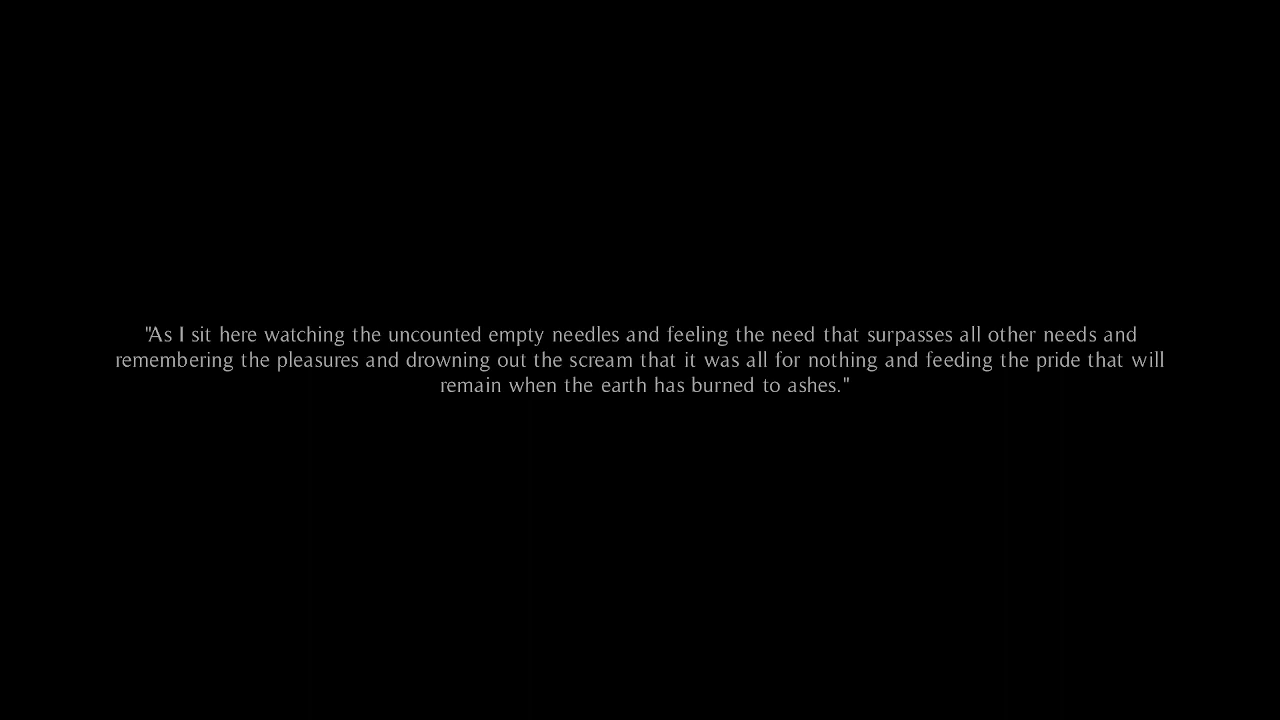 "As I sit here watching the uncounted empty needles and feeling the need that surpasses all other needs and
remembering the pleasures and drowning out the scream that it was all for nothing and feeding the pride that will
remain when the earth has burned to ashes."